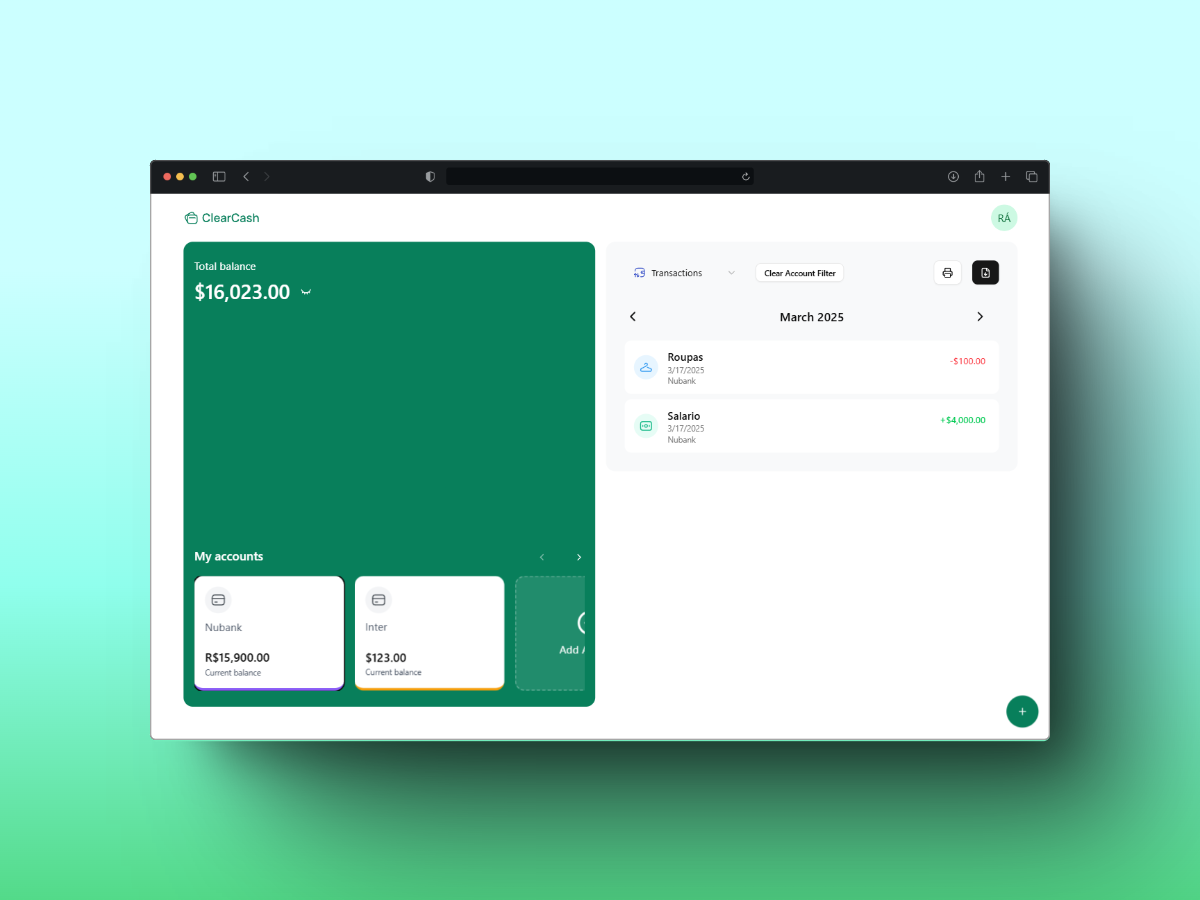 ClearCash
RÁ
Total balance
$16,023.00
My accounts
Nubank
R$15,900.00
Current balance
Inter
$123.00
Current balance
Add A
Transactions
Clear Account Filter
March 2025
Roupas
3/17/2025
Nubank
-$100.00
Salario
3/17/2025
Nubank
+$4,000.00